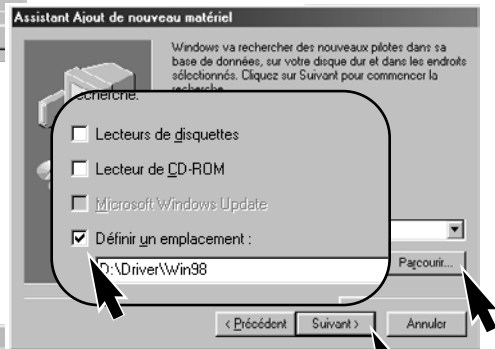 Assistant Ajout de nouveau matériel
Windows va rechercher des nouveaux pilotes dans sa
base de données, sur votre disque dur et dans les endroits
sélectionnés. Cliquez sur Suivant pour commencer la
recherche.
recherche.
Lecteurs de disquettes
Lecteur de CD-ROM
Microsoft Windows Update
Définir un emplacement :
D:\Driver\Win98
Parcourir...
< Précédent
Suivant >
Annuler